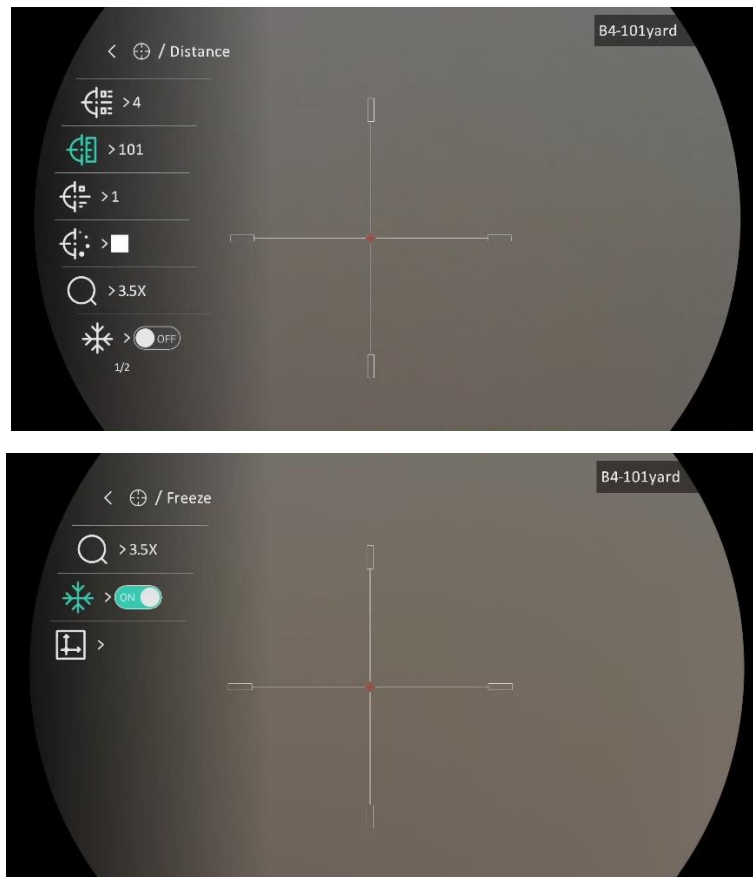 B4-101yard
< / Distance
>4
>101
>1
>
>3.5X
> OFF
1/2
B4-101yard
< / Freeze
>3.5X
> ON
>